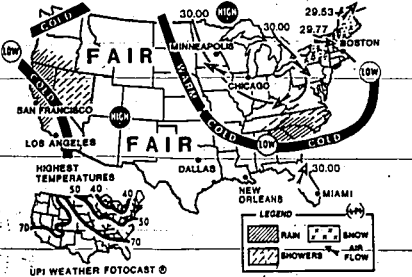 30.00
HIGH
30.00
29.53
29.77
COLD
FAIR
MINNEAPOLIS
BOSTON
LOW
WARM
CHICAGO
LOW
COLD
SAN FRANCISCO
HIGH
COLD
LOW
COLD
LOS ANGELES
FAIR
DALLAS
30.00
HIGHEST
TEMPERATURES
NEW
ORLEANS
MIAMI
50
40
40
50
70
70
LEGEND
RAIN
SNOW
SHOWERS
AIR
FLOW
UPI WEATHER FOTOCAST ®